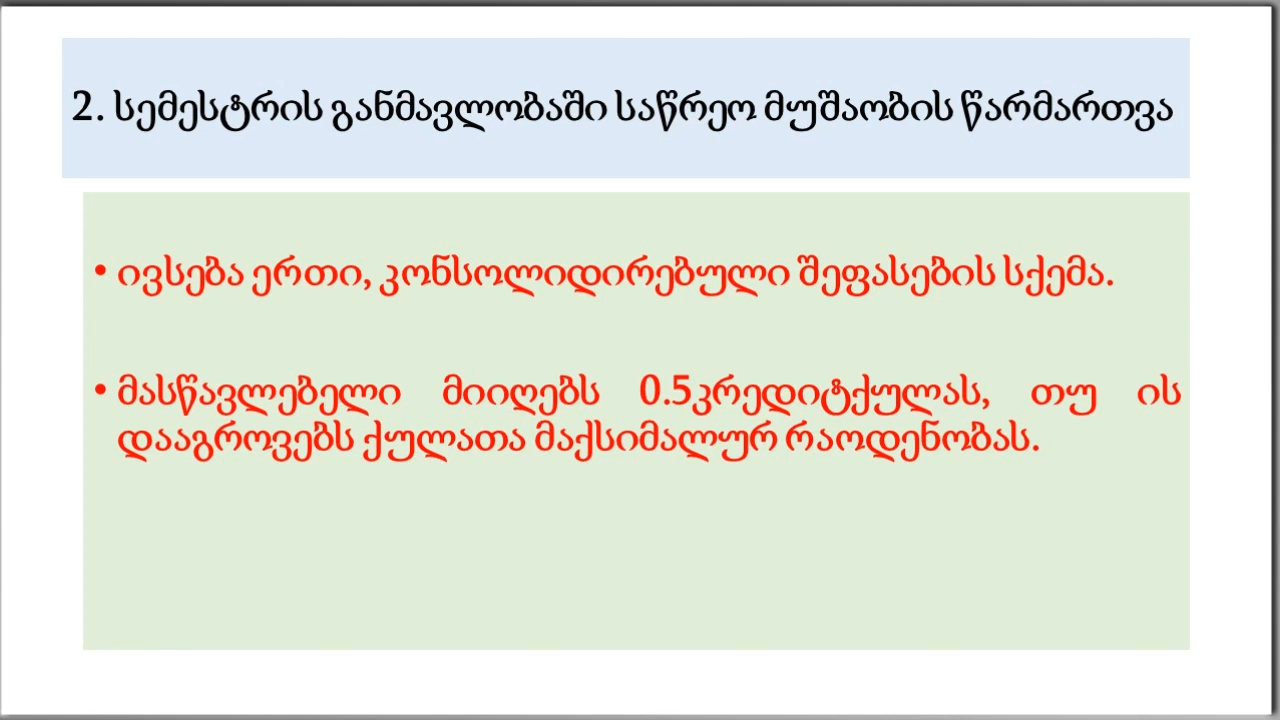 2. სემესტრის განმავლობაში საწრეო მუშაობის წარმართვა
• ივსება ერთი, კონსოლიდირებული შეფასების სქემა.
• მასწავლებელი მიიღებს 0.5კრედიტქულას, თუ ის
დააგროვებს ქულათა მაქსიმალურ რაოდენობას.